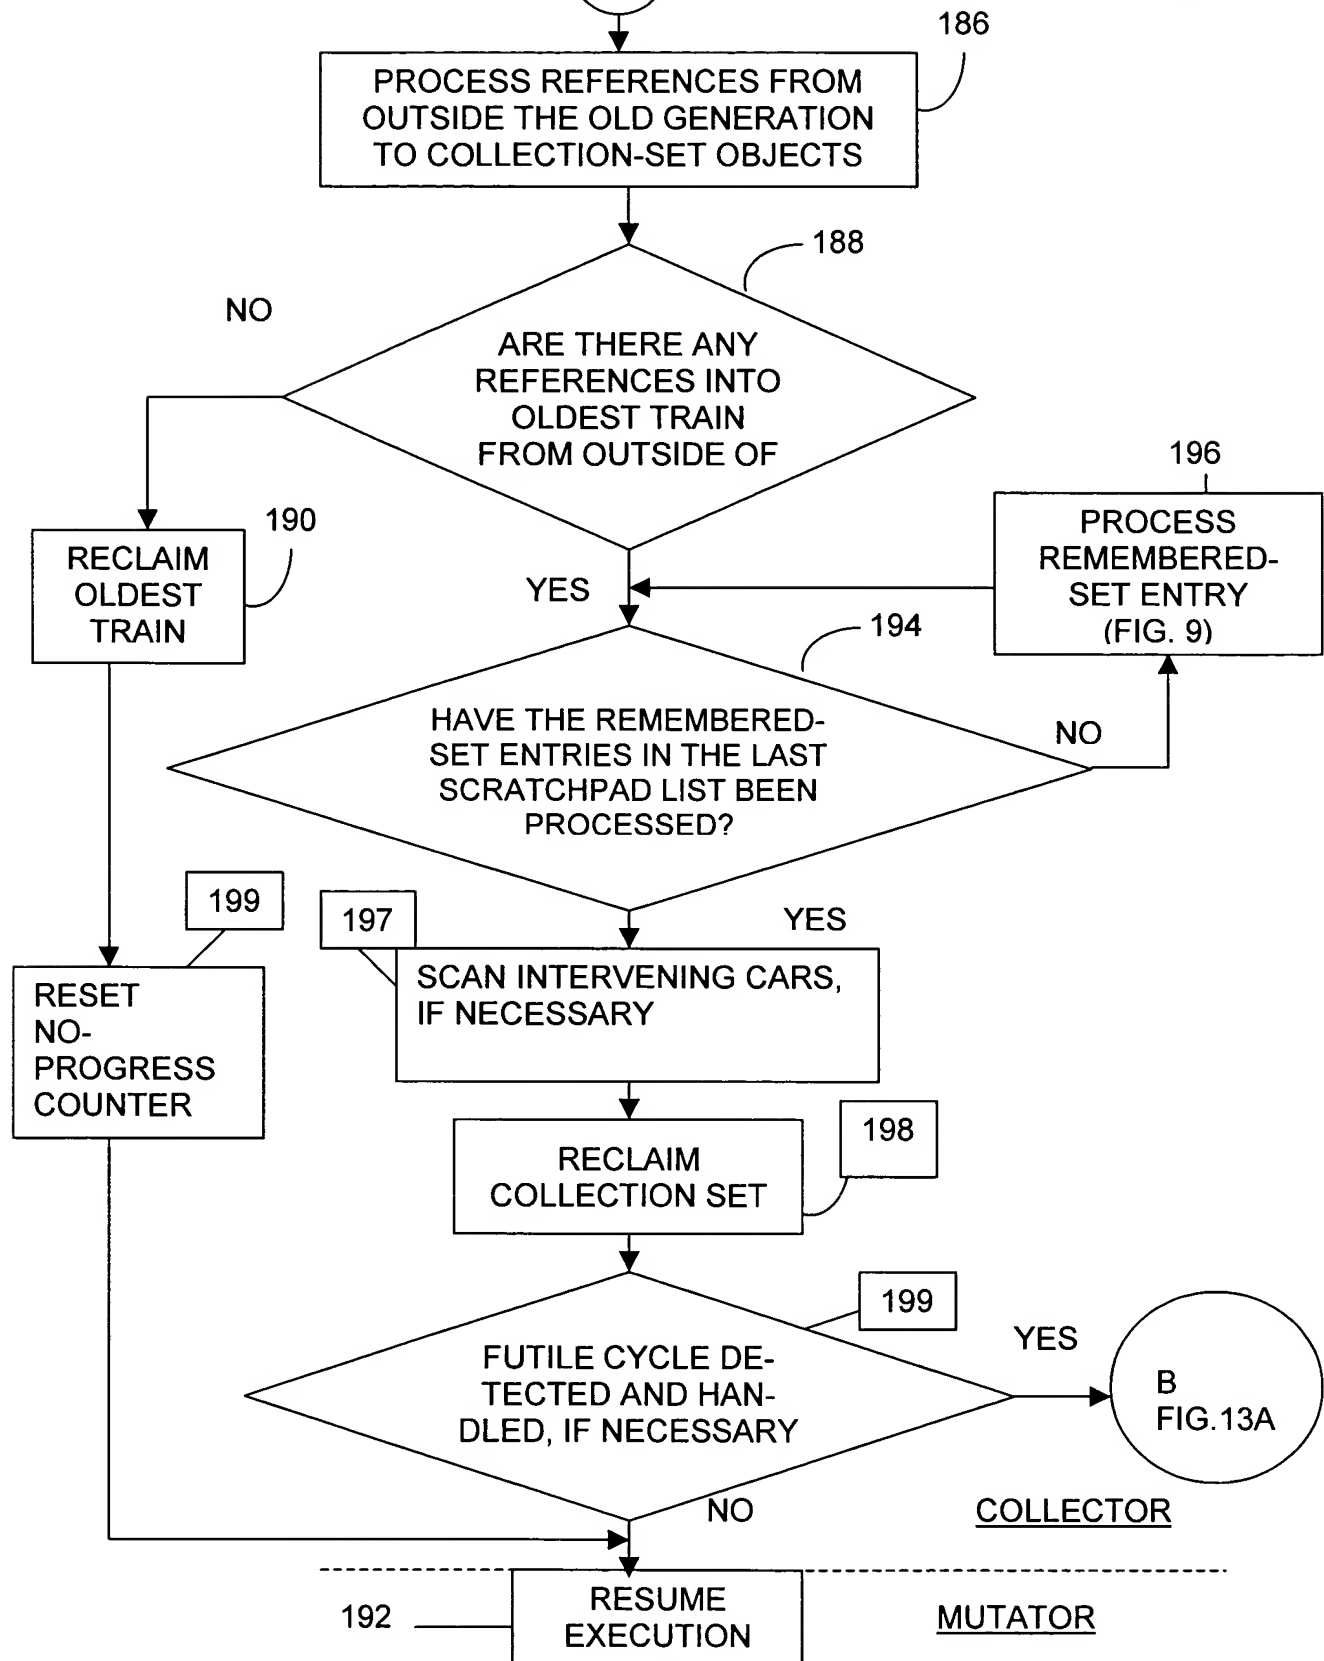 186
PROCESS REFERENCES FROM
OUTSIDE THE OLD GENERATION
TO COLLECTION-SET OBJECTS
188
NO
ARE THERE ANY
REFERENCES INTO
OLDEST TRAIN
FROM OUTSIDE OF
196
PROCESS
REMEMBERED-
SET ENTRY
(FIG. 9)
190
RECLAIM
OLDEST
TRAIN
YES
194
HAVE THE REMEMBERED-
SET ENTRIES IN THE LAST
SCRATCHPAD LIST BEEN
PROCESSED?
NO
199
197
YES
RESET
NO-
PROGRESS
COUNTER
SCAN INTERVENING CARS,
IF NECESSARY
198
RECLAIM
COLLECTION SET
199
FUTILE CYCLE DE-
TECTED AND HAN-
DLED, IF NECESSARY
YES
B
FIG.13A
NO
COLLECTOR
192
RESUME
EXECUTION
MUTATOR